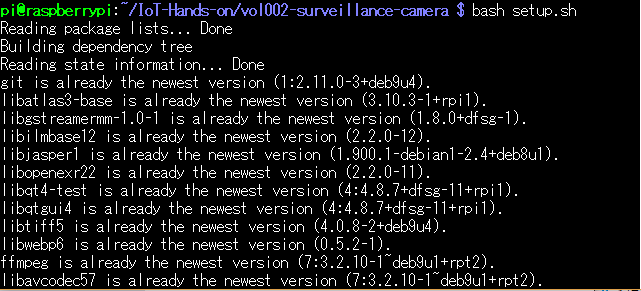 pi@raspberrypi:~/IoT-Hands-on/vol002-surveillance-camera $ bash setup.sh
Reading package lists... Done
Building dependency tree
Reading state information... Done
git is already the newest version (1:2.11.0-3+deb9u4).
libatlas3-base is already the newest version (3.10.3-1+rpi1).
libgstreamermm-1.0-1 is already the newest version (1.8.0+dfsg-1).
libilmbase12 is already the newest version (2.2.0-12).
libjasper1 is already the newest version (1.900.1-debian1-2.4+deb8u1).
libopenexr22 is already the newest version (2.2.0-11).
libqt4-test is already the newest version (4:4.8.7+dfsg-11+rpi1).
libqtgui4 is already the newest version (4:4.8.7+dfsg-11+rpi1).
libtiff5 is already the newest version (4.0.8-2+deb9u4).
libwebp6 is already the newest version (0.5.2-1).
ffmpeg is already the newest version (7:3.2.10-1~deb9u1+rpt2).
libavcodec57 is already the newest version (7:3.2.10-1~deb9u1+rpt2).